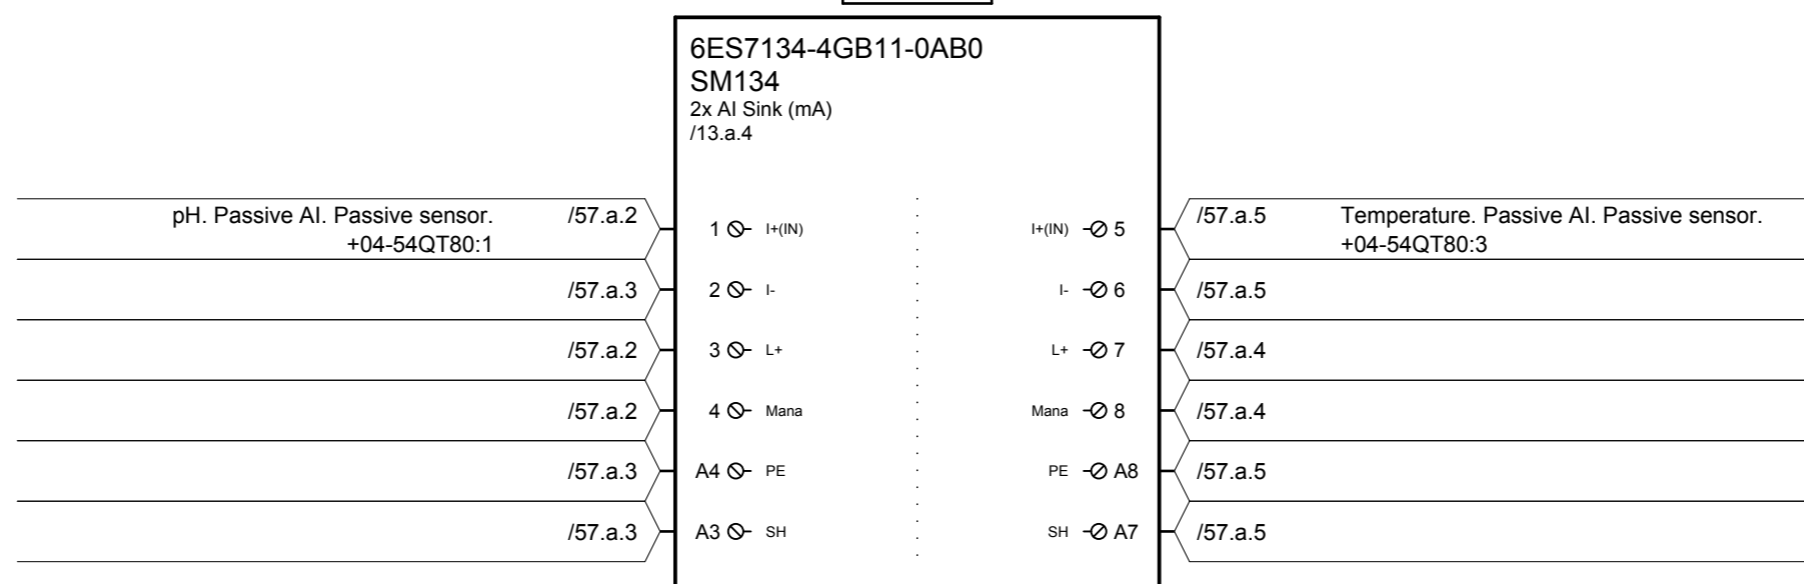 6ES7134-4GB11-0AB0
SM134
2x AI Sink (mA)
/13.a.4
pH. Passive AI. Passive sensor. /57.a.2 1 I+(IN) I+(IN) 5 /57.a.5 Temperature. Passive AI. Passive sensor.
+04-54QT80:1 +04-54QT80:3
/57.a.3 2 I- I- 6 /57.a.5
/57.a.2 3 L+ L+ 7 /57.a.4
/57.a.2 4 Mana Mana 8 /57.a.4
/57.a.3 A4 PE PE A8 /57.a.5
/57.a.3 A3 SH SH A7 /57.a.5